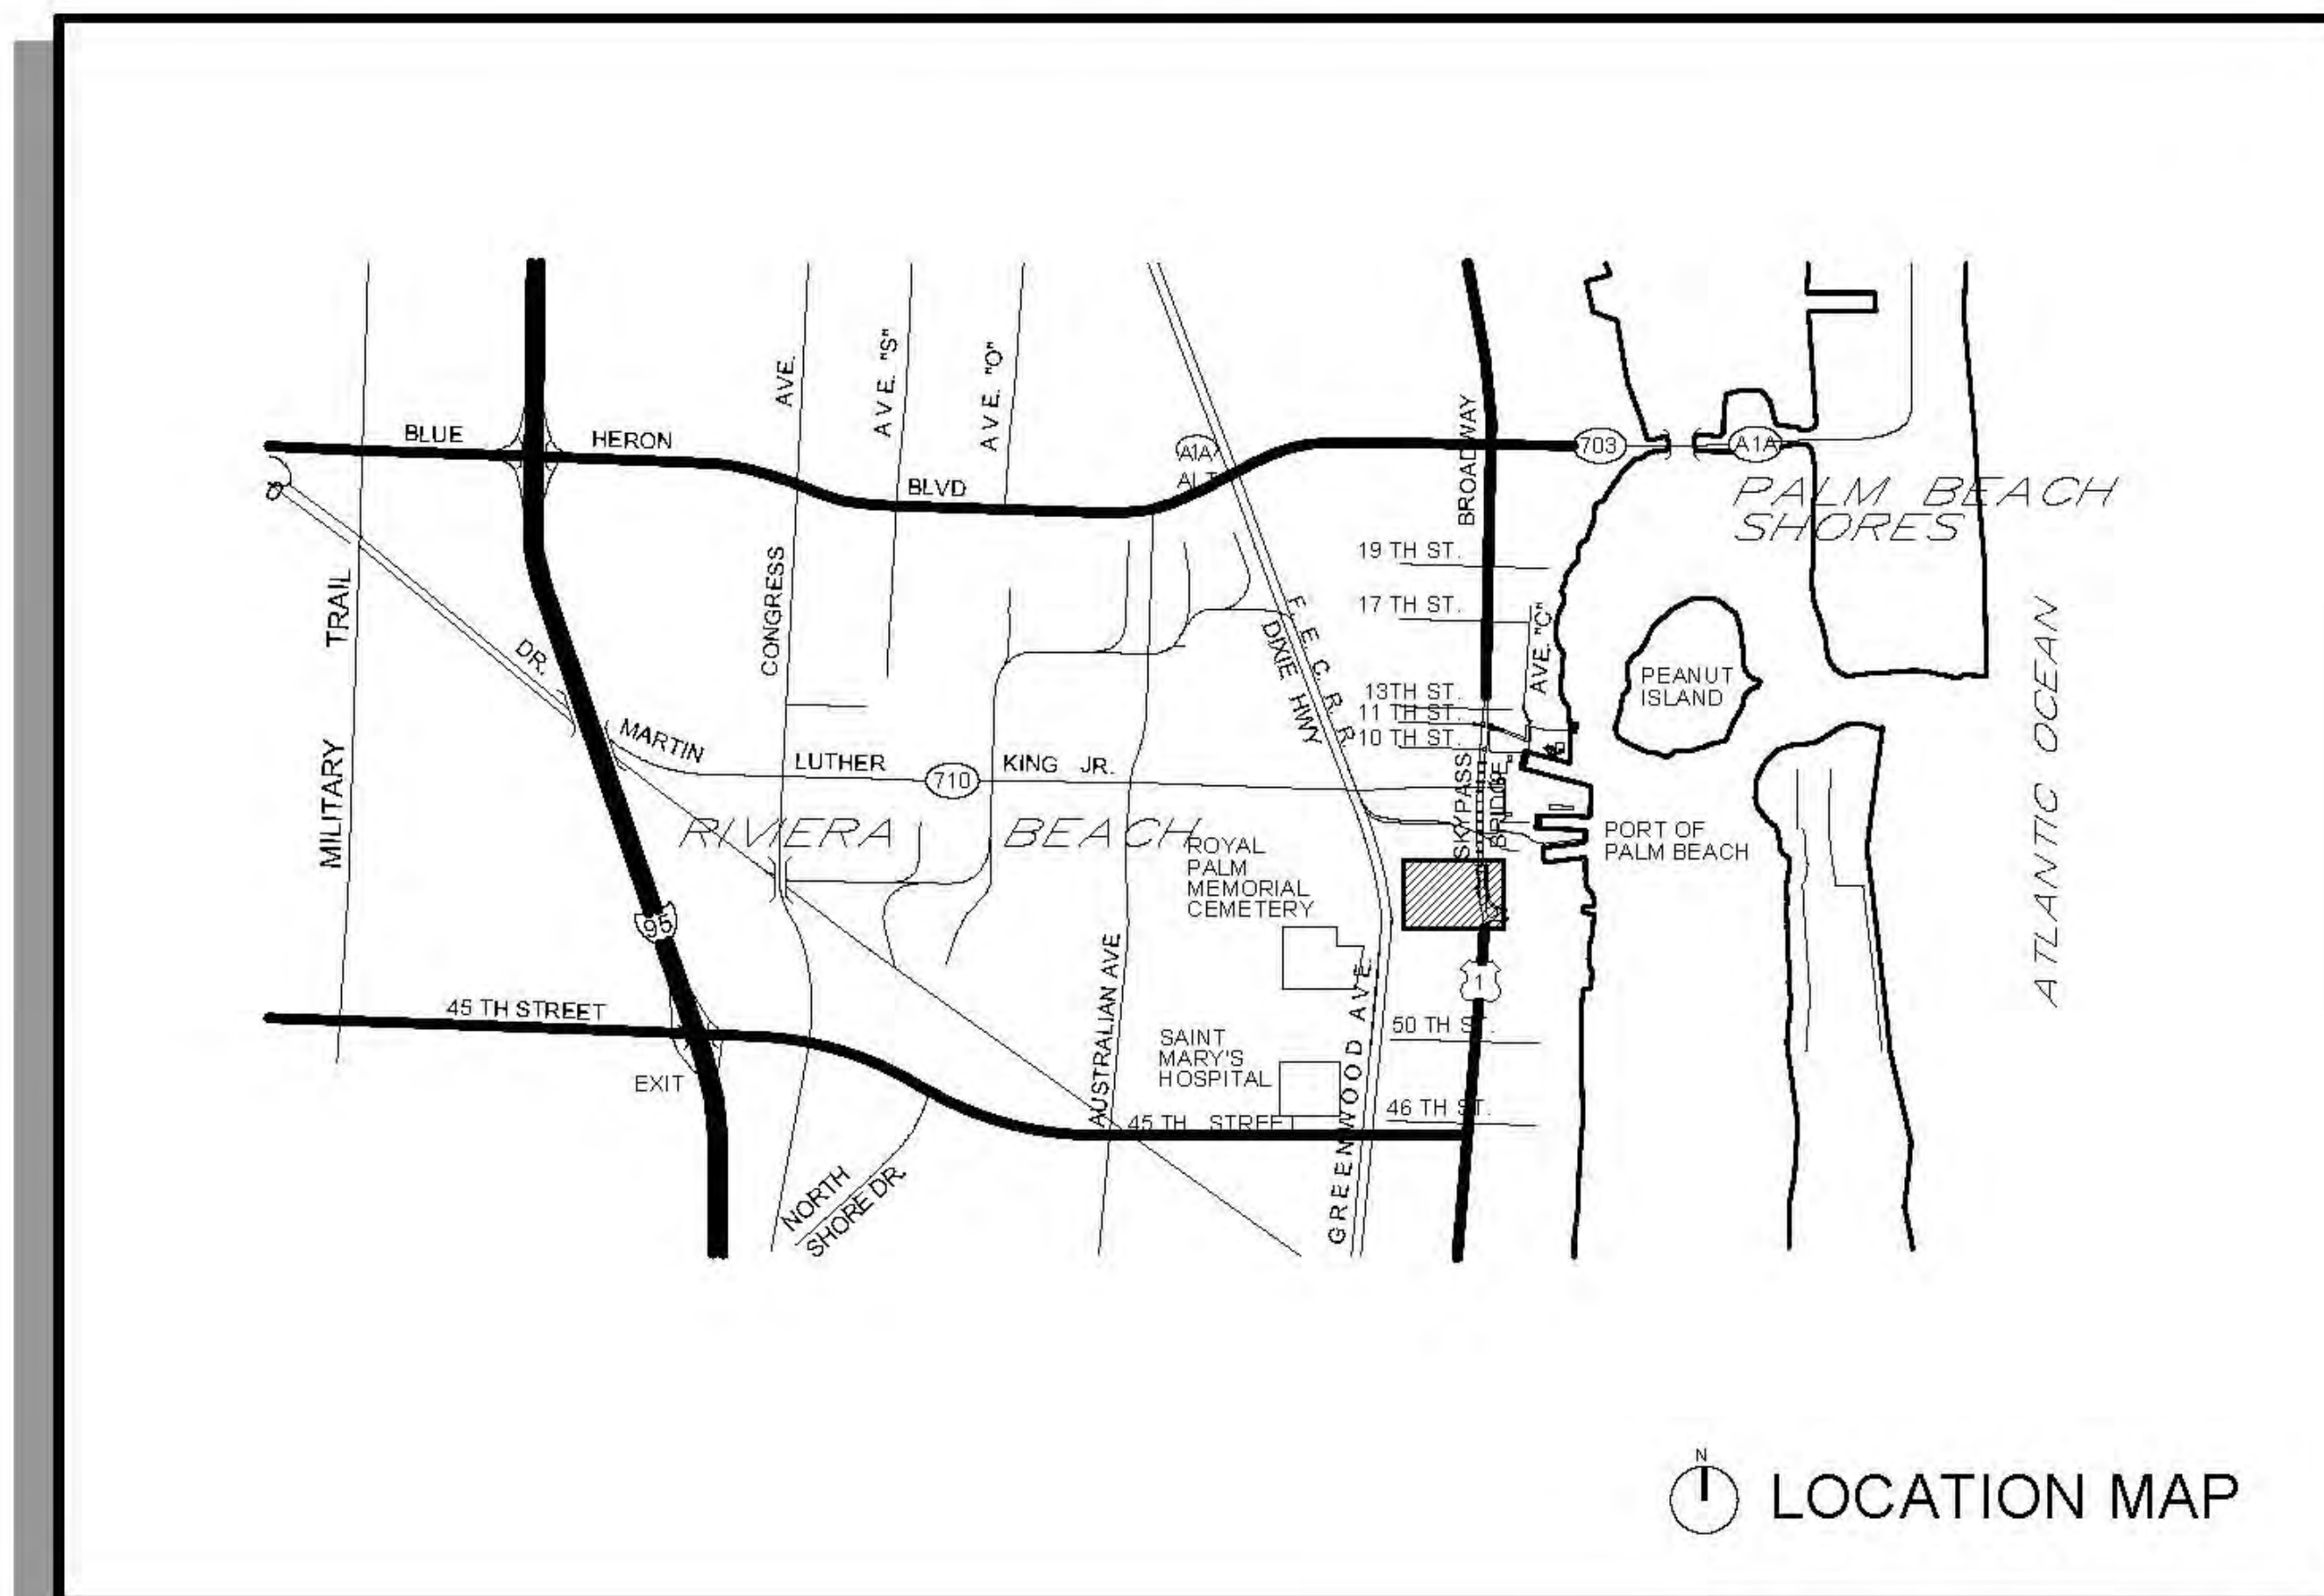 BLUE
HERON
BLVD
AVE.
AVE. "S"
AVE. "O"
A1A
ALT
BROADWAY
703
A1A
PALM BEACH
SHORES
19 TH ST.
17 TH ST.
13TH ST.
11 TH ST.
10 TH ST.
AVE. "C"
PEANUT
ISLAND
ATLANTIC OCEAN
MILITARY TRAIL
DR.
CONGRESS
F. E. C. R. R.
DIXIE HWY
MARTIN
LUTHER
710
KING JR.
SKYPASS
BRIDGE
RIVIERA BEACH
ROYAL
PALM
MEMORIAL
CEMETERY
PORT OF
PALM BEACH
95
1
45 TH STREET
EXIT
AUSTRALIAN AVE
SAINT
MARY'S
HOSPITAL
GREENWOOD AVE
50 TH ST.
46 TH ST.
45 TH STREET
NORTH
SHORE DR.
N
LOCATION MAP